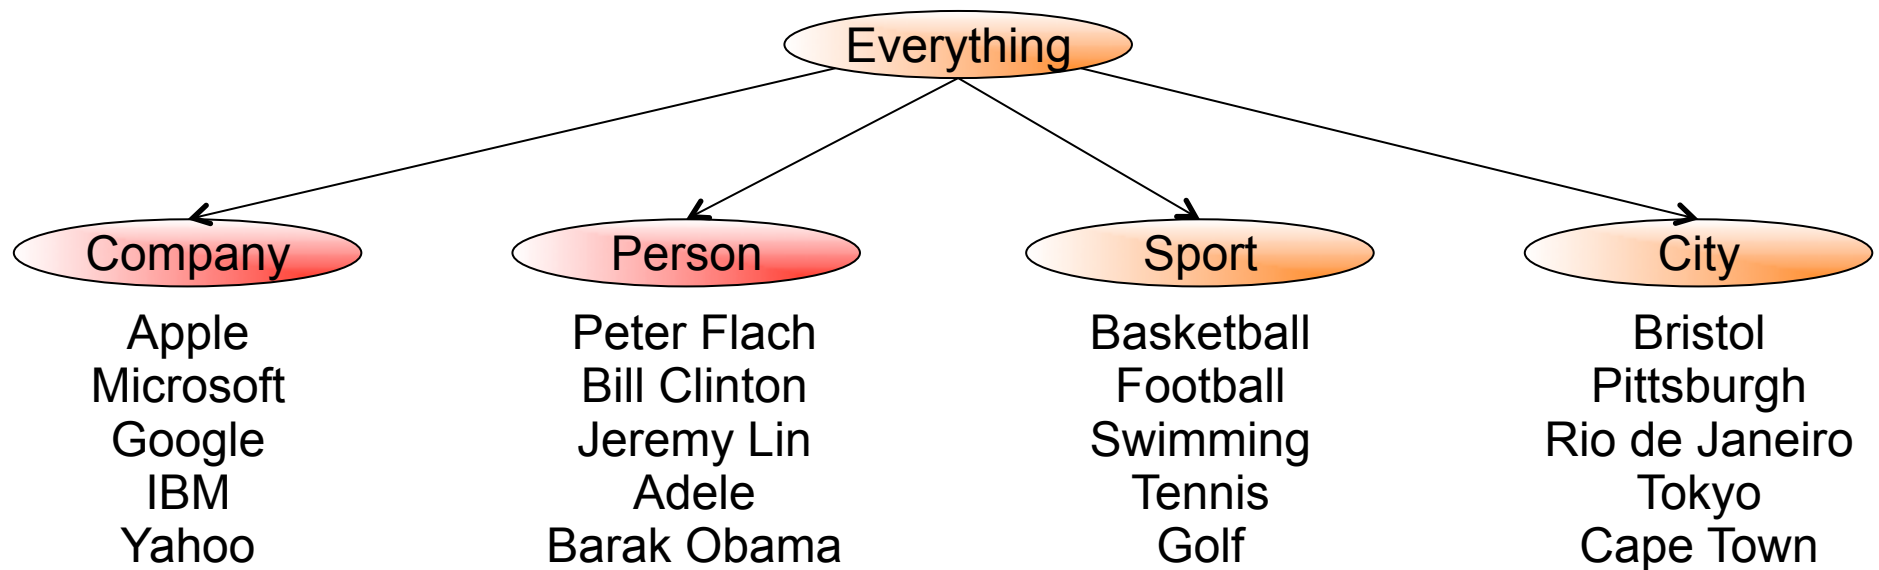 Everything
Company
Person
Sport
City
Apple
Microsoft
Google
IBM
Yahoo
Peter Flach
Bill Clinton
Jeremy Lin
Adele
Barak Obama
Basketball
Football
Swimming
Tennis
Golf
Bristol
Pittsburgh
Rio de Janeiro
Tokyo
Cape Town